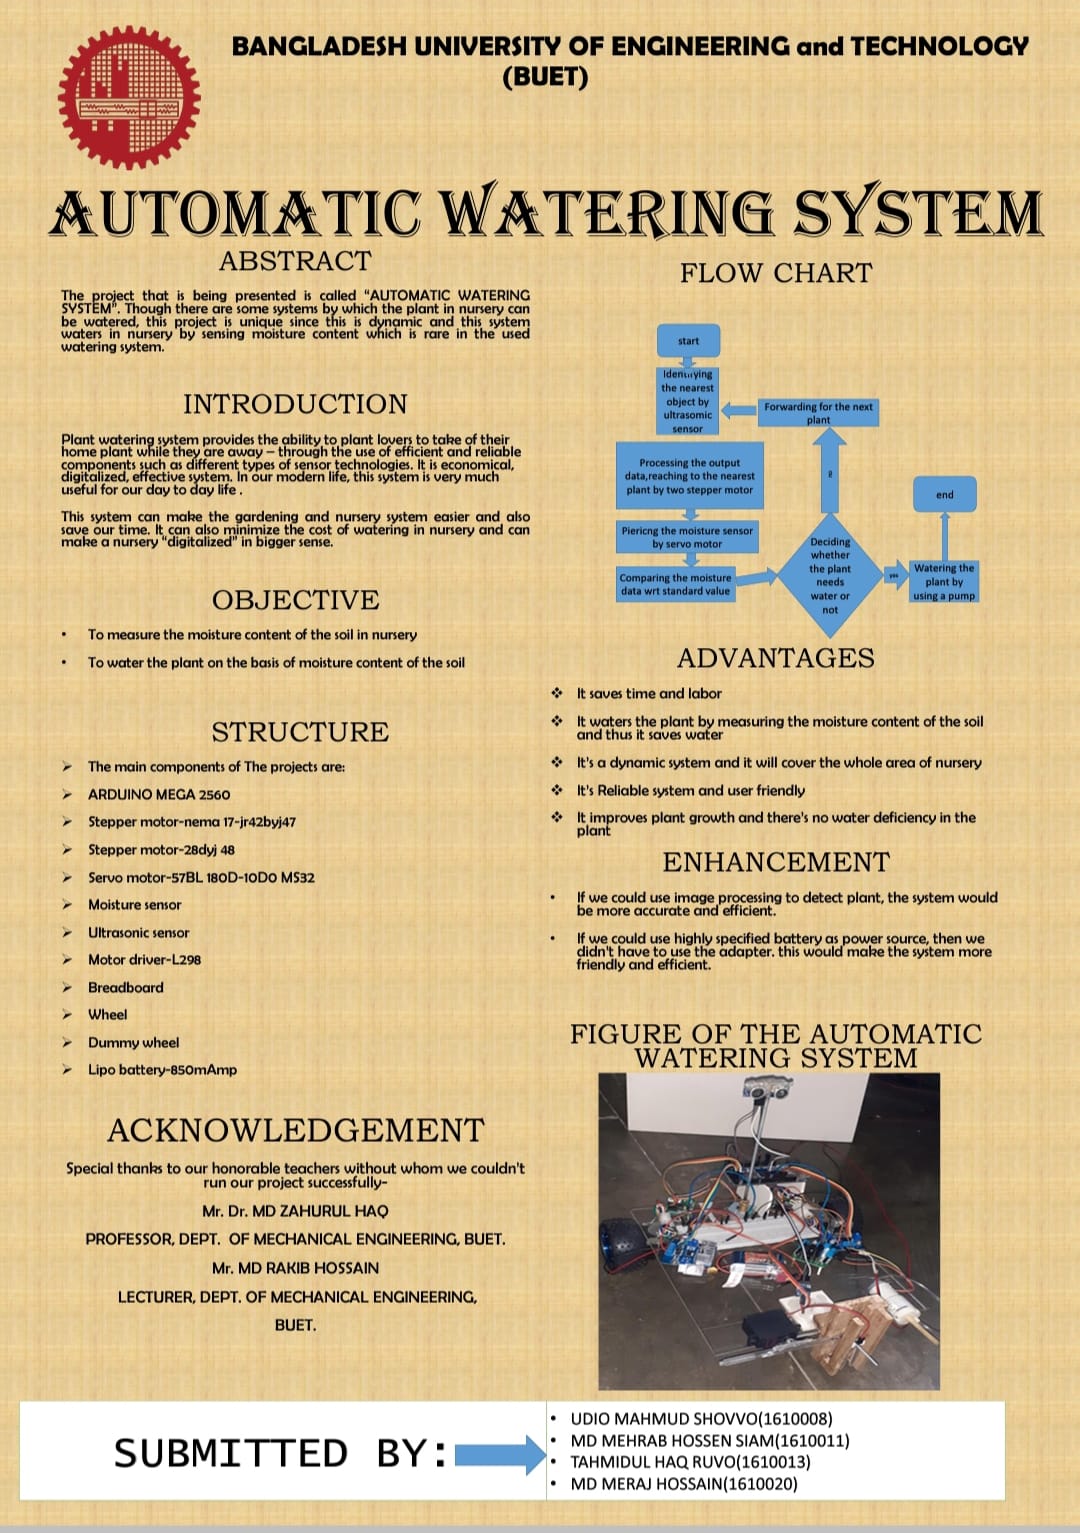 BANGLADESH UNIVERSITY OF ENGINEERING and TECHNOLOGY
(BUET)
AUTOMATIC WATERING SYSTEM
ABSTRACT
The project that is being presented is called “AUTOMATIC WATERING
SYSTEM”. Though there are some systems by which the plant in nursery can
be watered, this project is unique since this is dynamic and this system
waters in nursery by sensing moisture content which is rare in the used
watering system.
INTRODUCTION
Plant watering system provides the ability to plant lovers to take of their
home plant while they are away – through the use of efficient and reliable
components such as different types of sensor technologies. It is economical,
digitalized, effective system. In our modern life, this system is very much
useful for our day to day life .
This system can make the gardening and nursery system easier and also
save our time. It can also minimize the cost of watering in nursery and can
make a nursery “digitalized” in bigger sense.
OBJECTIVE
• To measure the moisture content of the soil in nursery
• To water the plant on the basis of moisture content of the soil
STRUCTURE
➢ The main components of The projects are:
➢ ARDUINO MEGA 2560
➢ Stepper motor-nema 17-jr42byj47
➢ Stepper motor-28dyj 48
➢ Servo motor-57BL 180D-10D0 MS32
➢ Moisture sensor
➢ Ultrasonic sensor
➢ Motor driver-L298
➢ Breadboard
➢ Wheel
➢ Dummy wheel
➢ Lipo battery-850mAmp
ACKNOWLEDGEMENT
Special thanks to our honorable teachers without whom we couldn't
run our project successfully-
Mr. Dr. MD ZAHURUL HAQ
PROFESSOR, DEPT. OF MECHANICAL ENGINEERING, BUET.
Mr. MD RAKIB HOSSAIN
LECTURER, DEPT. OF MECHANICAL ENGINEERING,
BUET.
FLOW CHART
start
Identifying
the nearest
object by
ultrasomic
sensor
Forwarding for the next
plant
Processing the output
data,reaching to the nearest
plant by two stepper motor
Piericng the moisture sensor
by servo motor
Comparing the moisture
data wrt standard value
Deciding
whether
the plant
needs
water or
not
no
yes
Watering the
plant by
using a pump
end
ADVANTAGES
❖ It saves time and labor
❖ It waters the plant by measuring the moisture content of the soil
and thus it saves water
❖ It's a dynamic system and it will cover the whole area of nursery
❖ It's Reliable system and user friendly
❖ It improves plant growth and there's no water deficiency in the
plant
ENHANCEMENT
• If we could use image processing to detect plant, the system would
be more accurate and efficient.
• If we could use highly specified battery as power source, then we
didn't have to use the adapter. this would make the system more
friendly and efficient.
FIGURE OF THE AUTOMATIC
WATERING SYSTEM
SUBMITTED BY:
• UDIO MAHMUD SHOVVO(1610008)
• MD MEHRAB HOSSEN SIAM(1610011)
• TAHMIDUL HAQ RUVO(1610013)
• MD MERAJ HOSSAIN(1610020)